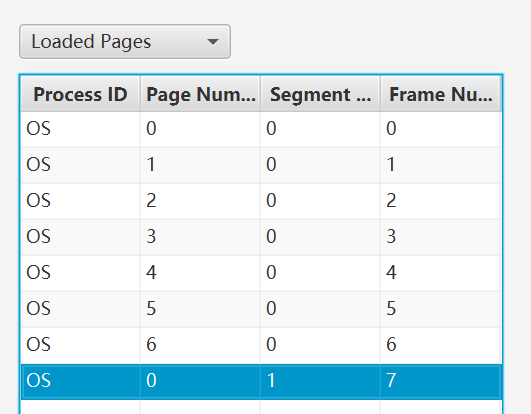 Loaded Pages
Process ID Page Num... Segment ... Frame Nu...
OS 0 0 0
OS 1 0 1
OS 2 0 2
OS 3 0 3
OS 4 0 4
OS 5 0 5
OS 6 0 6
OS 0 1 7